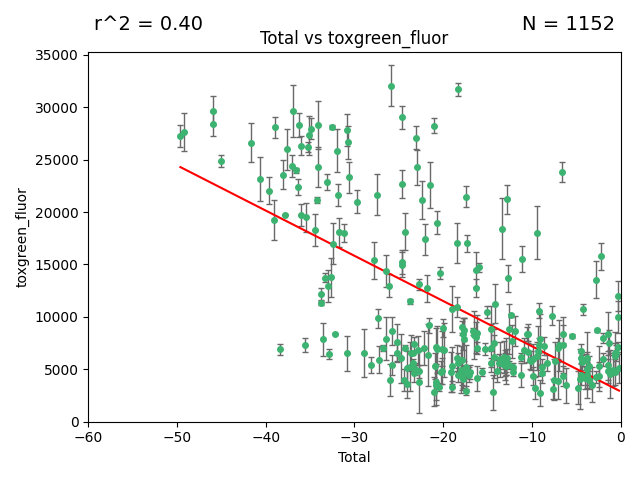 r^2 = 0.40
N = 1152
Total vs toxgreen_fluor
35000
30000
25000
20000
15000
10000
5000
0
toxgreen_fluor
−60 −50 −40 −30 −20 −10 0
Total